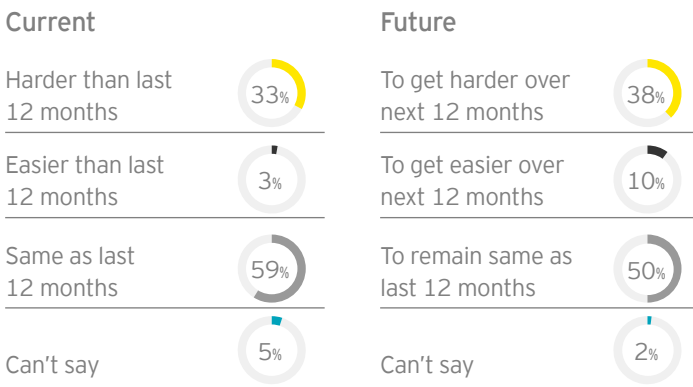 Current
Harder than last
12 months
33%
Easier than last
12 months
3%
Same as last
12 months
59%
Can't say
5%
Future
To get harder over
next 12 months
38%
To get easier over
next 12 months
10%
To remain same as
last 12 months
50%
Can't say
2%